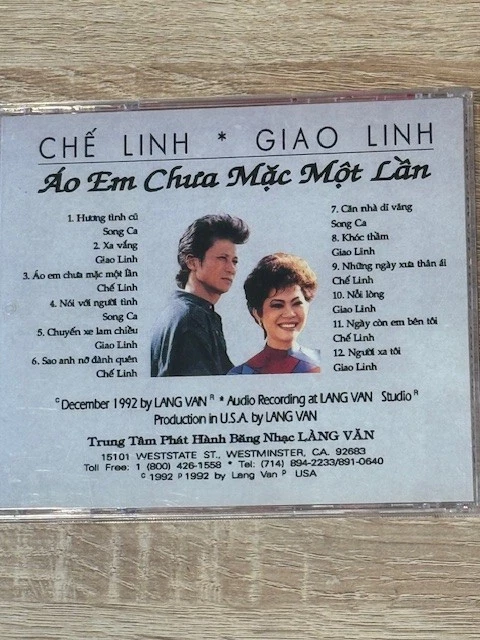 CHẾ LINH * GIAO LINH
Áo Em Chưa Mặc Một Lần
1. Hương tình cũ
Song Ca
2. Xa vắng
Giao Linh
3. Áo em chưa mặc một lần
Chế Linh
4. Nói với người tình
Song Ca
5. Chuyến xe lam chiều
Giao Linh
6. Sao anh nỡ đành quên
Chế Linh
7. Căn nhà dĩ vãng
Song Ca
8. Khóc thầm
Giao Linh
9. Những ngày xưa thân ái
Chế Linh
10. Nỗi lòng
Giao Linh
11. Ngày còn em bên tôi
Chế Linh
12. Người xa tôi
Giao Linh
© December 1992 by LANG VAN ® * Audio Recording at LANG VAN Studio ®
Production in U.S.A. by LANG VAN
Trung Tâm Phát Hành Băng Nhạc LÀNG VĂN
15101 WESTSTATE ST., WESTMINSTER, CA. 92683
Toll Free: 1 (800) 426-1558 * Tel: (714) 894-2233/891-0640
© 1992 ℗ 1992 by Lang Van ℗ USA